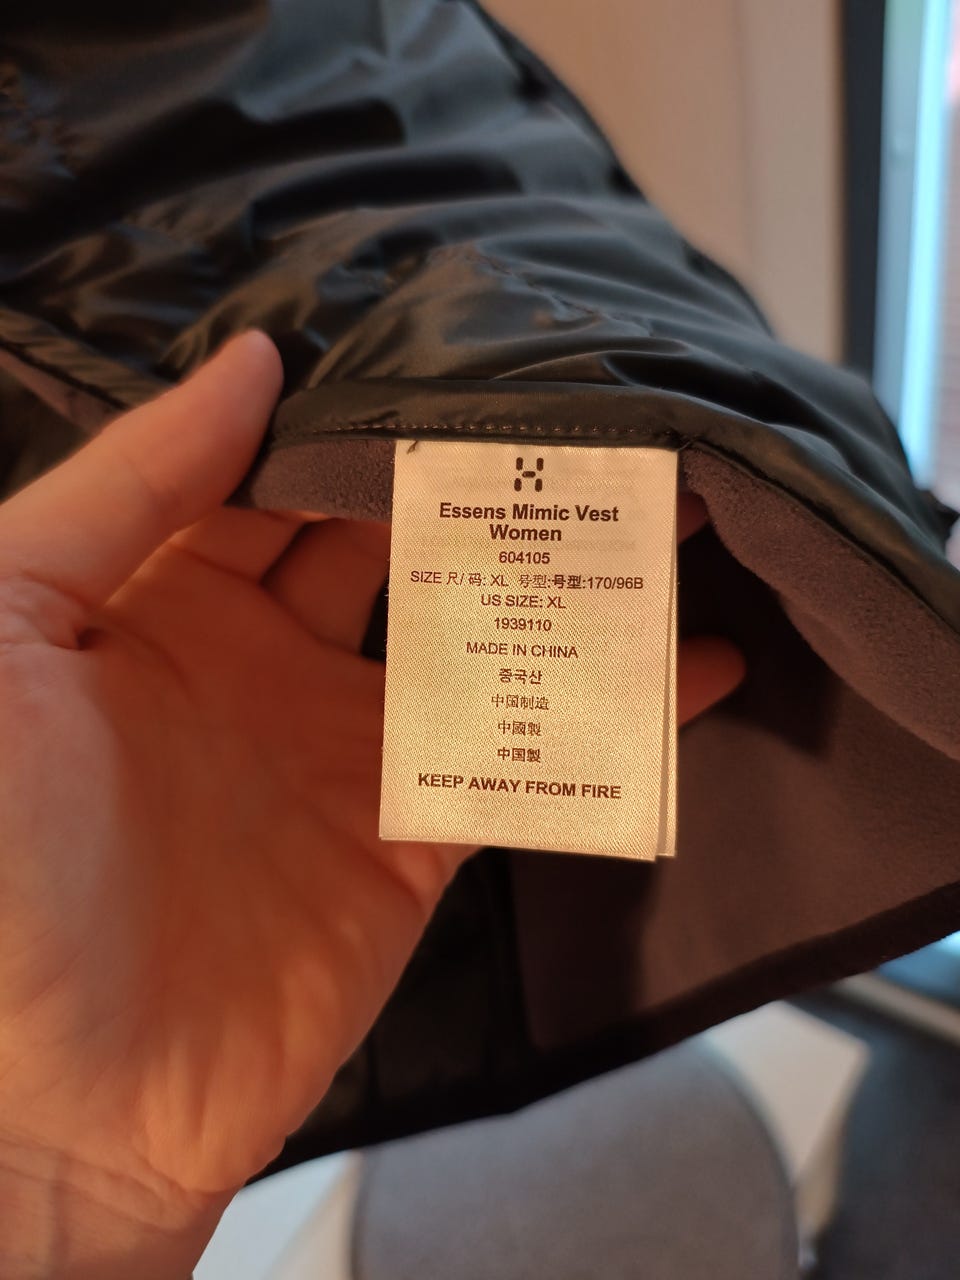 Essens Mimic Vest
Women
604105
SIZE 尺/ 码: XL 号型:号型:170/96B
US SIZE: XL
1939110
MADE IN CHINA
중국산
中国制造
中國製
中国製
KEEP AWAY FROM FIRE